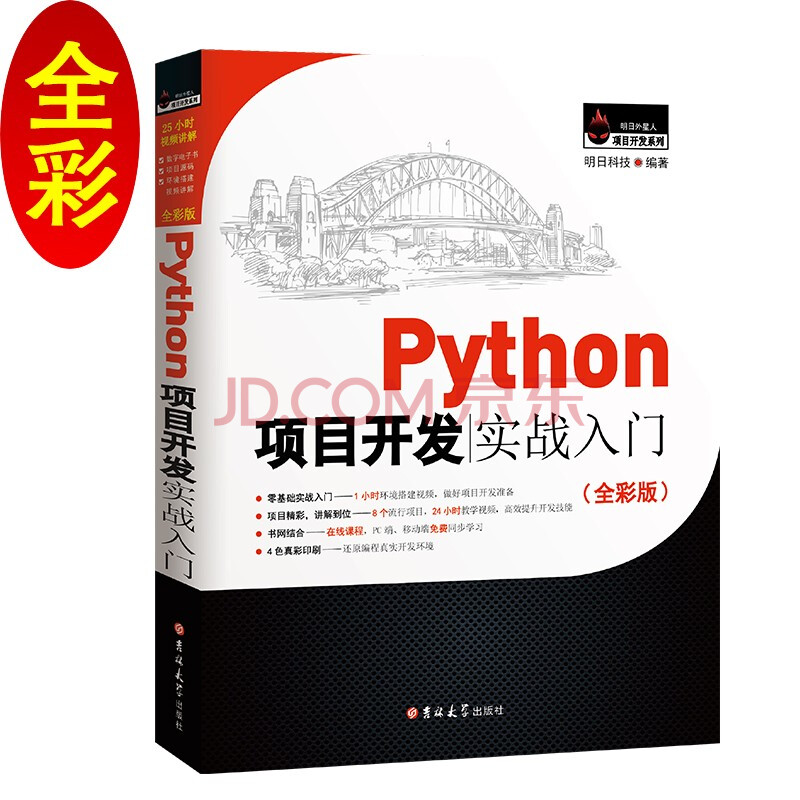 全彩
明日外星人
项目开发系列
25小时
视频讲解
数字电子书
项目源码
环境搭建
视频讲解
全彩版
Python
项目开发
实战入门
吉林大学出版社
明日外星人
项目开发系列
明日科技 编著
Python
JD.COM 京东
项目开发 实战入门
（全彩版）
零基础实战入门——1小时环境搭建视频，做好项目开发准备
项目精彩，讲解到位——8个流行项目，24小时教学视频，高效提升开发技能
书网结合——在线课程，PC端、移动端免费同步学习
4色真彩印刷——还原编程真实开发环境
吉林大学出版社